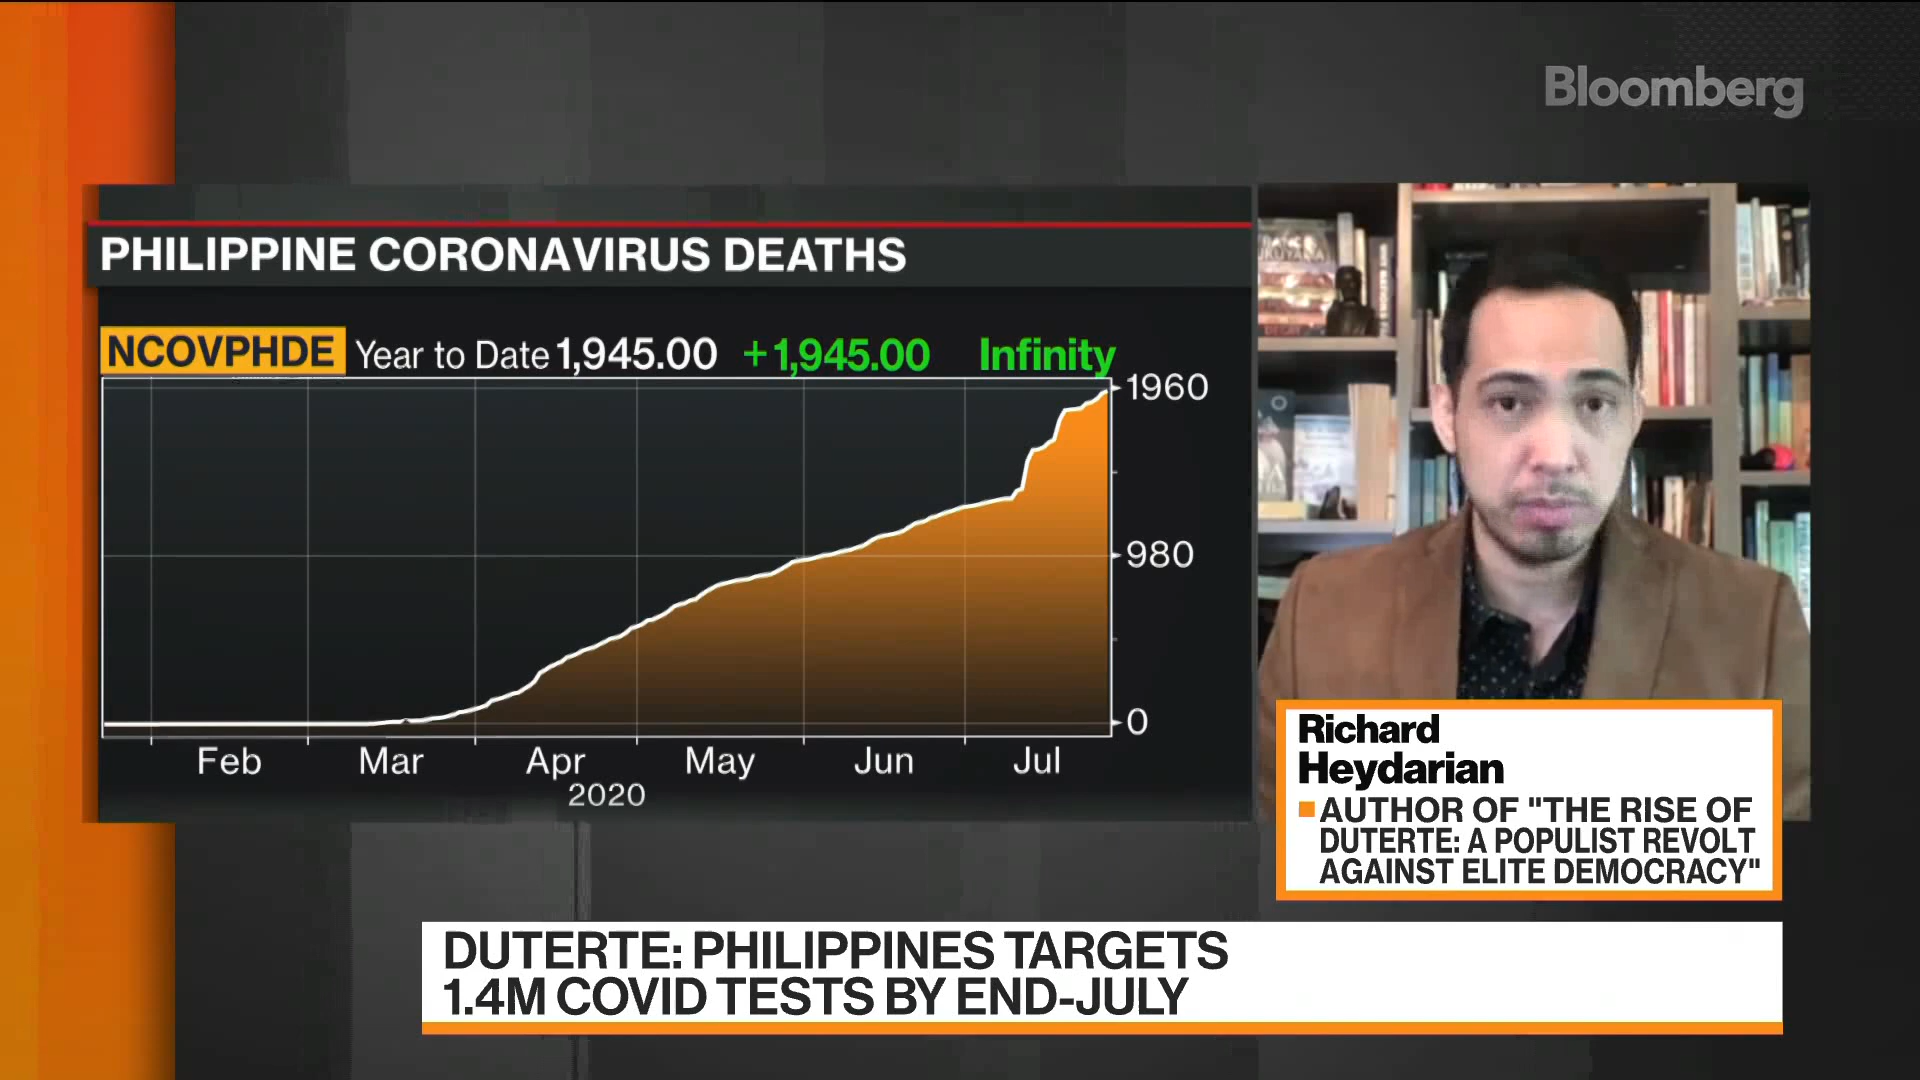 Bloomberg
PHILIPPINE CORONAVIRUS DEATHS
NCOVPHDE Year to Date 1,945.00 +1,945.00 Infinity
1960
980
0
Feb Mar Apr May Jun Jul
2020
Richard
Heydarian
AUTHOR OF "THE RISE OF
DUTERTE: A POPULIST REVOLT
AGAINST ELITE DEMOCRACY"
DUTERTE: PHILIPPINES TARGETS
1.4M COVID TESTS BY END-JULY